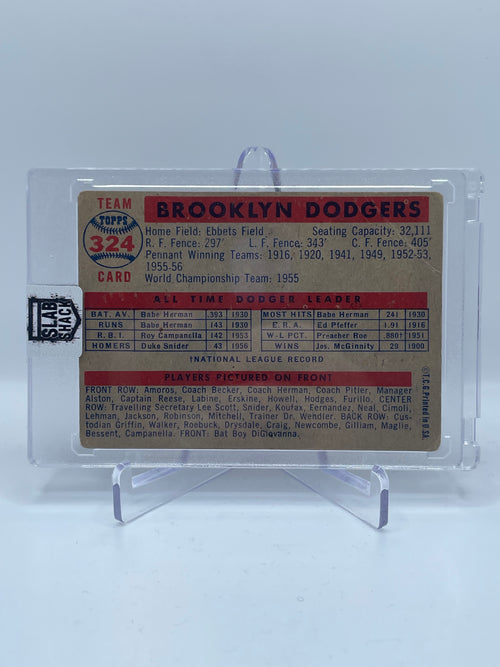 TEAM
TOPPS
324
CARD
BROOKLYN DODGERS
Home Field: Ebbets Field Seating Capacity: 32,111
R. F. Fence: 297' L. F. Fence: 343' C. F. Fence: 405'
Pennant Winning Teams: 1916, 1920, 1941, 1949, 1952-53,
1955-56
World Championship Team: 1955
ALL TIME DODGER LEADER
BAT. AV. Babe Herman .393 1930 MOST HITS Babe Herman 241 1930
RUNS Babe Herman 143 1930 E.R.A. Ed Pfeffer 1.91 1916
R.B.I. Roy Campanella 142 1953 W-L PCT. Preacher Roe .880† 1951
HOMERS Duke Snider 43 1956 WINS Jos. McGinnity 29 1900
†NATIONAL LEAGUE RECORD
PLAYERS PICTURED ON FRONT
FRONT ROW: Amoros, Coach Becker, Coach Herman, Coach Pitler, Manager
Alston, Captain Reese, Labine, Erskine, Howell, Hodges, Furillo. CENTER
ROW: Travelling Secretary Lee Scott, Snider, Koufax, Fernandez, Neal, Cimoli,
Lehman, Jackson, Robinson, Mitchell, Trainer Dr. Wendler. BACK ROW: Cus-
todian Griffin, Walker, Roebuck, Drysdale, Craig, Newcombe, Gilliam, Maglie,
Bessent, Campanella. FRONT: Bat Boy DiGiovanna.
© T.C.G. Printed in U.S.A.
SLAB
SHACK